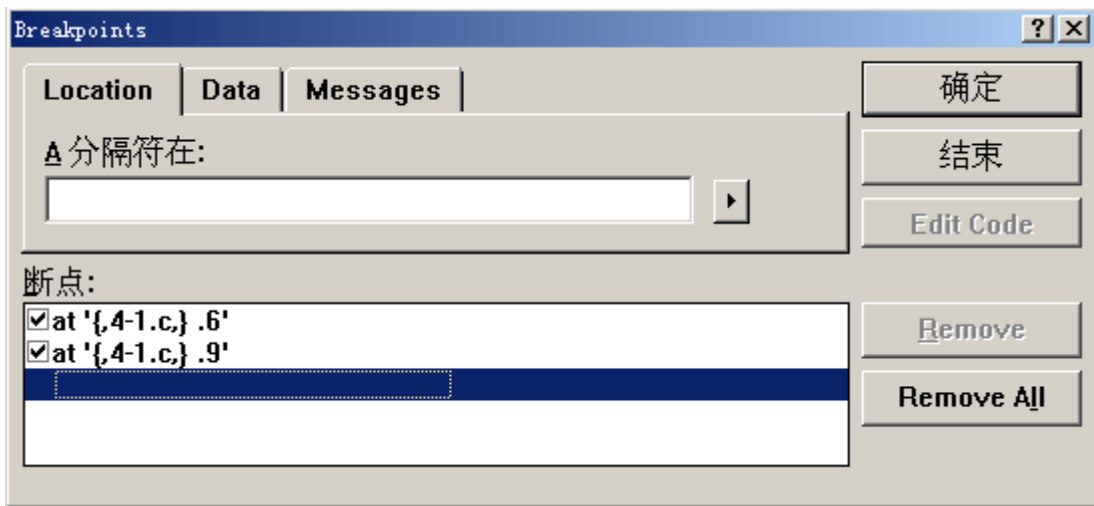 Breakpoints
Location Data Messages
A 分隔符在:
确定
结束
Edit Code
断点:
at '{,4-1.c,} .6'
at '{,4-1.c,} .9'
Remove
Remove All